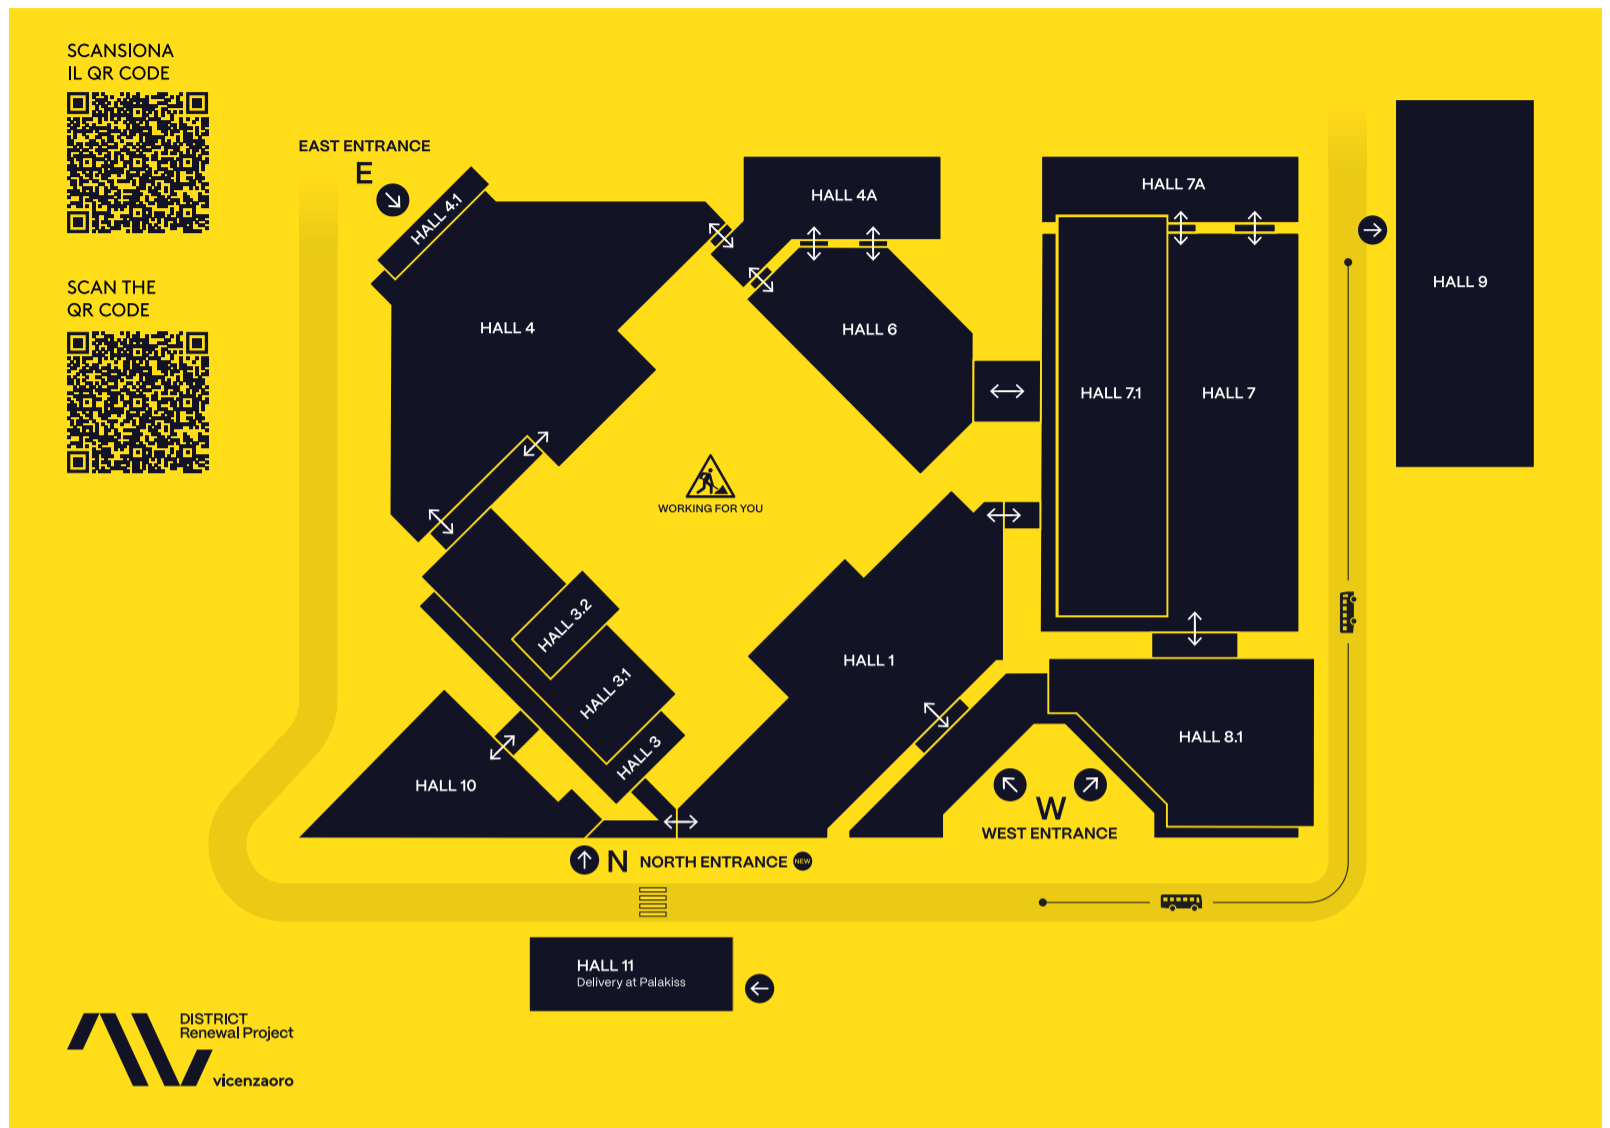 SCANSIONA
IL QR CODE
SCAN THE
QR CODE
EAST ENTRANCE
E
HALL 4.1
HALL 4A
HALL 7A
HALL 4
HALL 6
HALL 9
HALL 7.1
HALL 7
WORKING FOR YOU
HALL 3.2
HALL 3.1
HALL 3
HALL 1
HALL 10
HALL 8.1
W
WEST ENTRANCE
N NORTH ENTRANCE NEW
HALL 11
Delivery at Palakiss
DISTRICT
Renewal Project
vicenzaoro